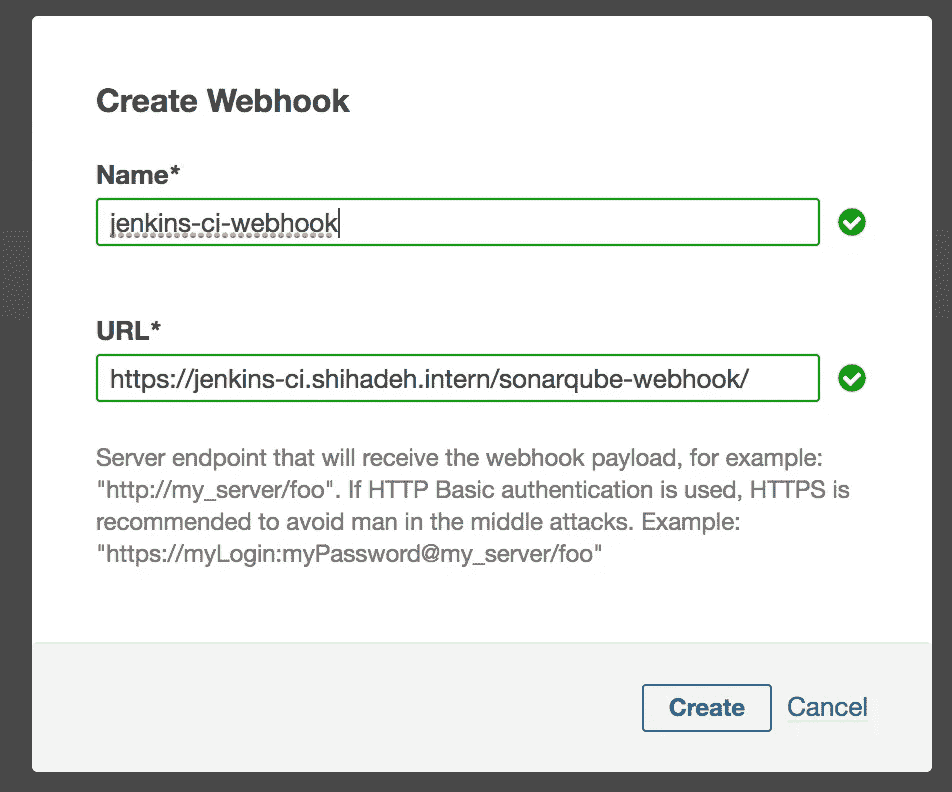 Create Webhook
Name*
jenkins-ci-webhook
URL*
https://jenkins-ci.shihadeh.intern/sonarqube-webhook/
Server endpoint that will receive the webhook payload, for example:
"http://my_server/foo". If HTTP Basic authentication is used, HTTPS is
recommended to avoid man in the middle attacks. Example:
"https://myLogin:myPassword@my_server/foo"
Create Cancel